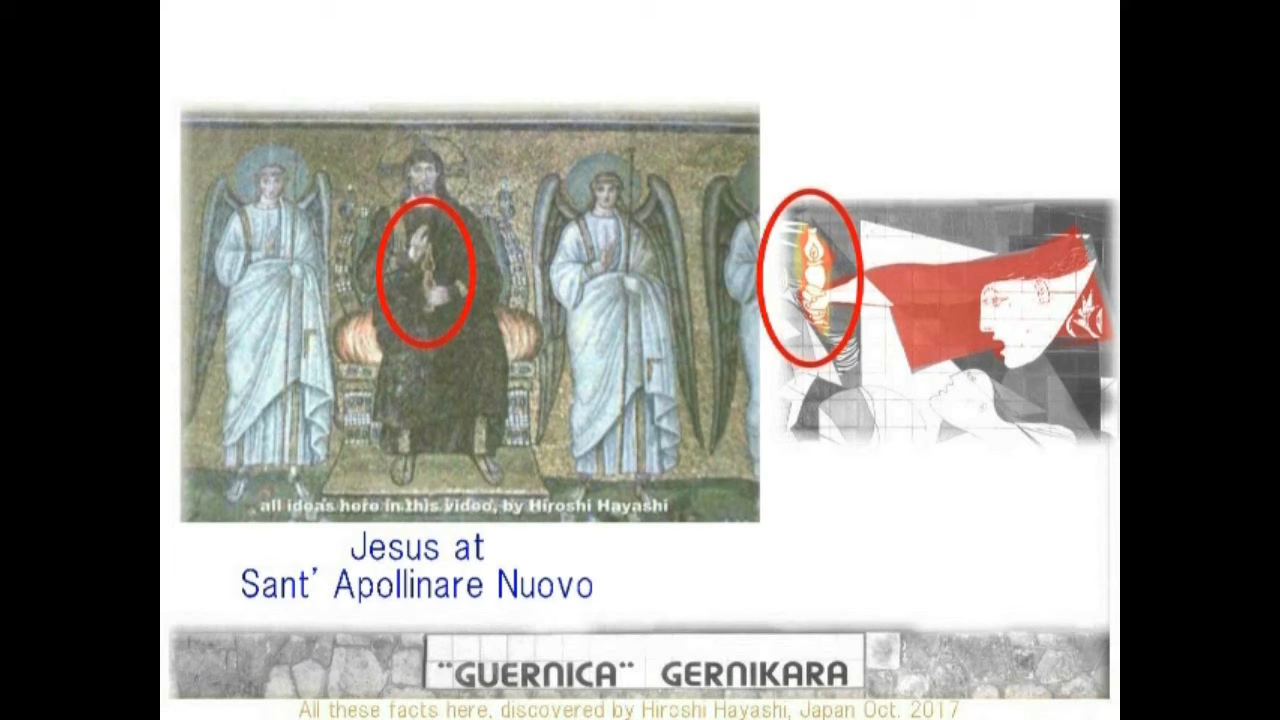 all ideas here in this video, by Hiroshi Hayashi
Jesus at
Sant' Apollinare Nuovo
¨GUERNICA¨ GERNIKARA
All these facts here, discovered by Hiroshi Hayashi, Japan Oct. 2017